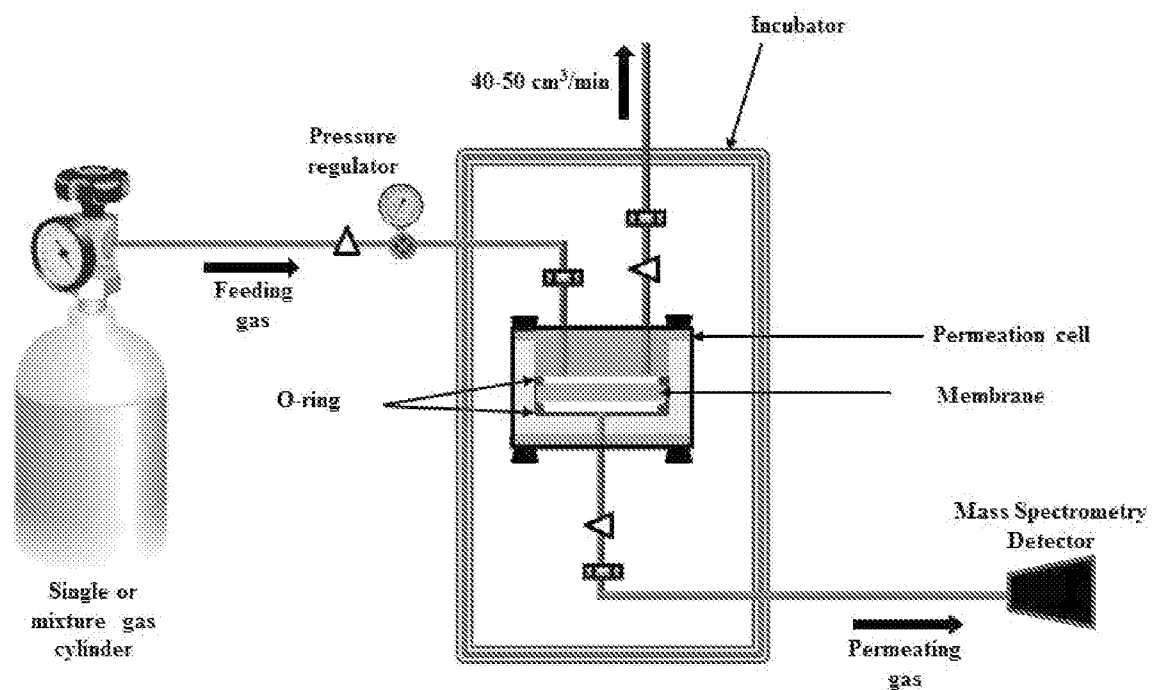 Incubator
40-50 cm³/min
Pressure
regulator
Feeding
gas
Permeation cell
O-ring
Membrane
Mass Spectrometry
Detector
Single or
mixture gas
cylinder
Permeating
gas